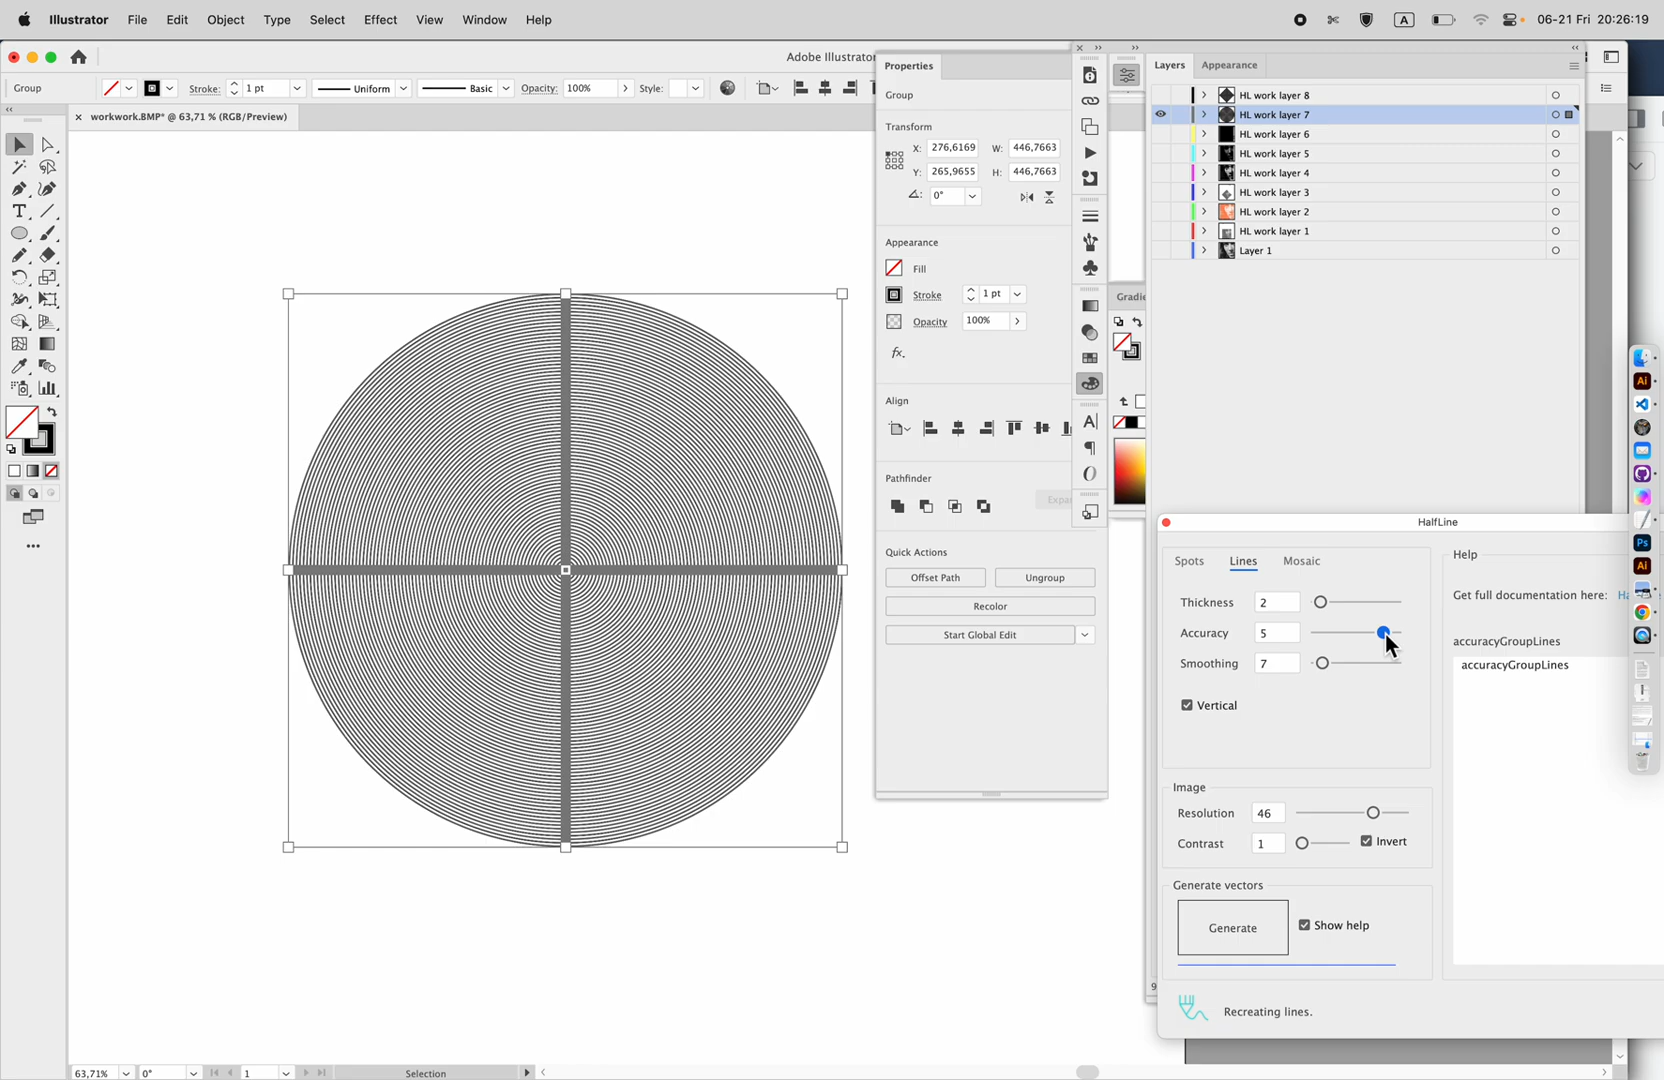 Illustrator File Edit Object Type Select Effect View Window Help A 06-21 Fri 20:26:19
Adobe Illustrator
Group Stroke: 1 pt Uniform Basic Opacity: 100% Style:
× workwork.BMP* @ 63,71 % (RGB/Preview)
Properties
Group
Transform
X: 276,6169 W: 446,7663
Y: 265,9655 H: 446,7663
0°
Appearance
Fill
Stroke 1 pt
Opacity 100%
fx.
Align
Pathfinder
Expa
Quick Actions
Offset Path Ungroup
Recolor
Start Global Edit
Gradie
Layers Appearance
HL work layer 8
HL work layer 7
HL work layer 6
HL work layer 5
HL work layer 4
HL work layer 3
HL work layer 2
HL work layer 1
Layer 1
9
HalfLine
Spots Lines Mosaic
Thickness 2
Accuracy 5
Smoothing 7
Vertical
Image
Resolution 46
Contrast 1 Invert
Generate vectors
Generate Show help
Recreating lines.
Help
Get full documentation here: Ha
accuracyGroupLines
accuracyGroupLines
Ai
Ps
Ai
63,71% 0° 1 Selection